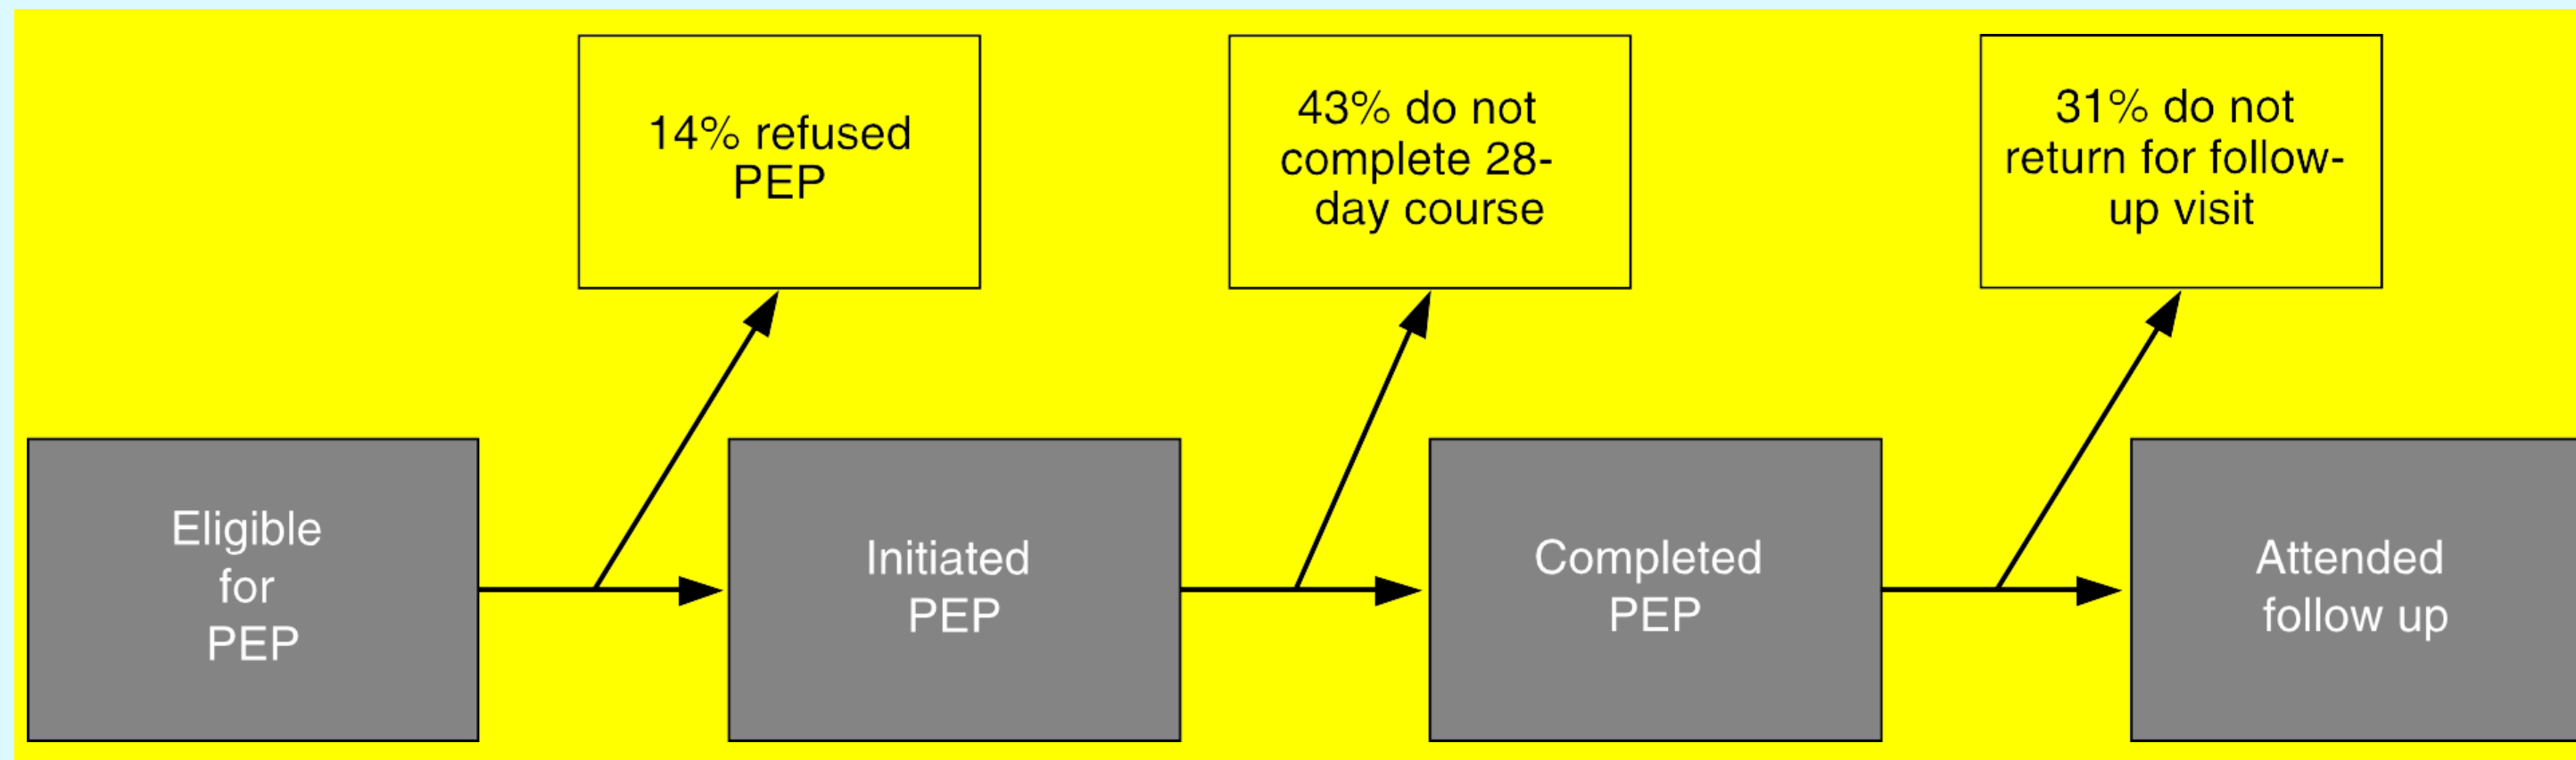 14% refused
PEP
43% do not
complete 28-
day course
31% do not
return for follow-
up visit
Eligible
for
PEP
Initiated
PEP
Completed
PEP
Attended
follow up